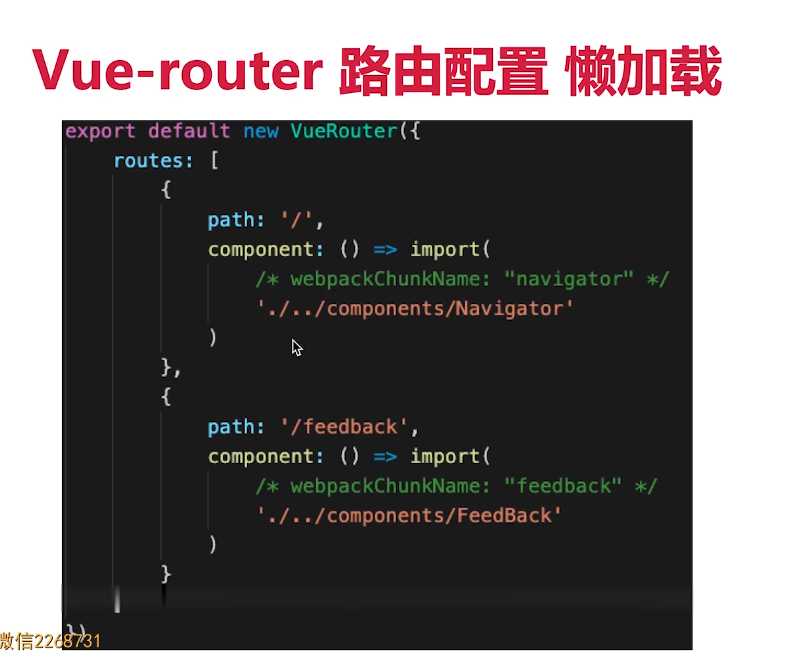 Vue-router 路由配置 懒加载
export default new VueRouter({
routes: [
{
path: '/',
component: () => import(
/* webpackChunkName: "navigator" */
'./../components/Navigator'
)
},
{
path: '/feedback',
component: () => import(
/* webpackChunkName: "feedback" */
'./../components/FeedBack'
)
}
})
微信2268731